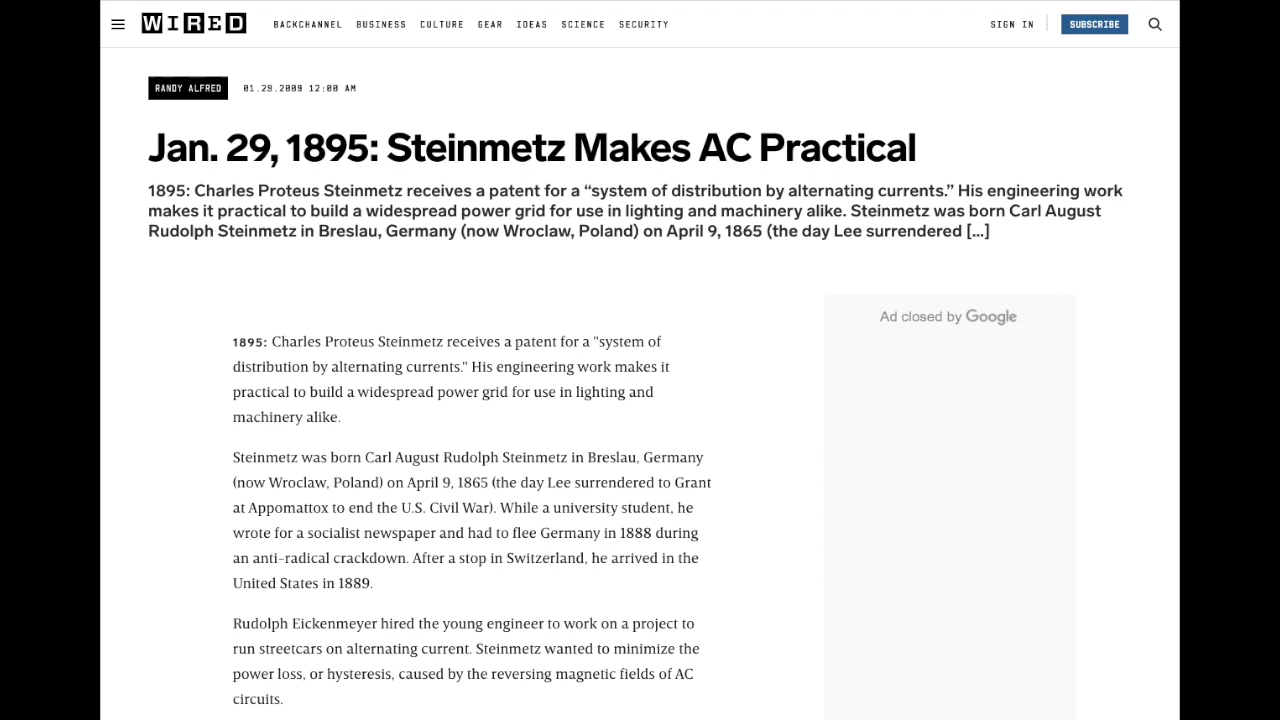 WIRED BACKCHANNEL BUSINESS CULTURE GEAR IDEAS SCIENCE SECURITY SIGN IN SUBSCRIBE
RANDY ALFRED 01.29.2009 12:00 AM
Jan. 29, 1895: Steinmetz Makes AC Practical
1895: Charles Proteus Steinmetz receives a patent for a “system of distribution by alternating currents.” His engineering work
makes it practical to build a widespread power grid for use in lighting and machinery alike. Steinmetz was born Carl August
Rudolph Steinmetz in Breslau, Germany (now Wroclaw, Poland) on April 9, 1865 (the day Lee surrendered [...]
Ad closed by Google
1895: Charles Proteus Steinmetz receives a patent for a "system of
distribution by alternating currents." His engineering work makes it
practical to build a widespread power grid for use in lighting and
machinery alike.
Steinmetz was born Carl August Rudolph Steinmetz in Breslau, Germany
(now Wroclaw, Poland) on April 9, 1865 (the day Lee surrendered to Grant
at Appomattox to end the U.S. Civil War). While a university student, he
wrote for a socialist newspaper and had to flee Germany in 1888 during
an anti-radical crackdown. After a stop in Switzerland, he arrived in the
United States in 1889.
Rudolph Eickenmeyer hired the young engineer to work on a project to
run streetcars on alternating current. Steinmetz wanted to minimize the
power loss, or hysteresis, caused by the reversing magnetic fields of AC
circuits.